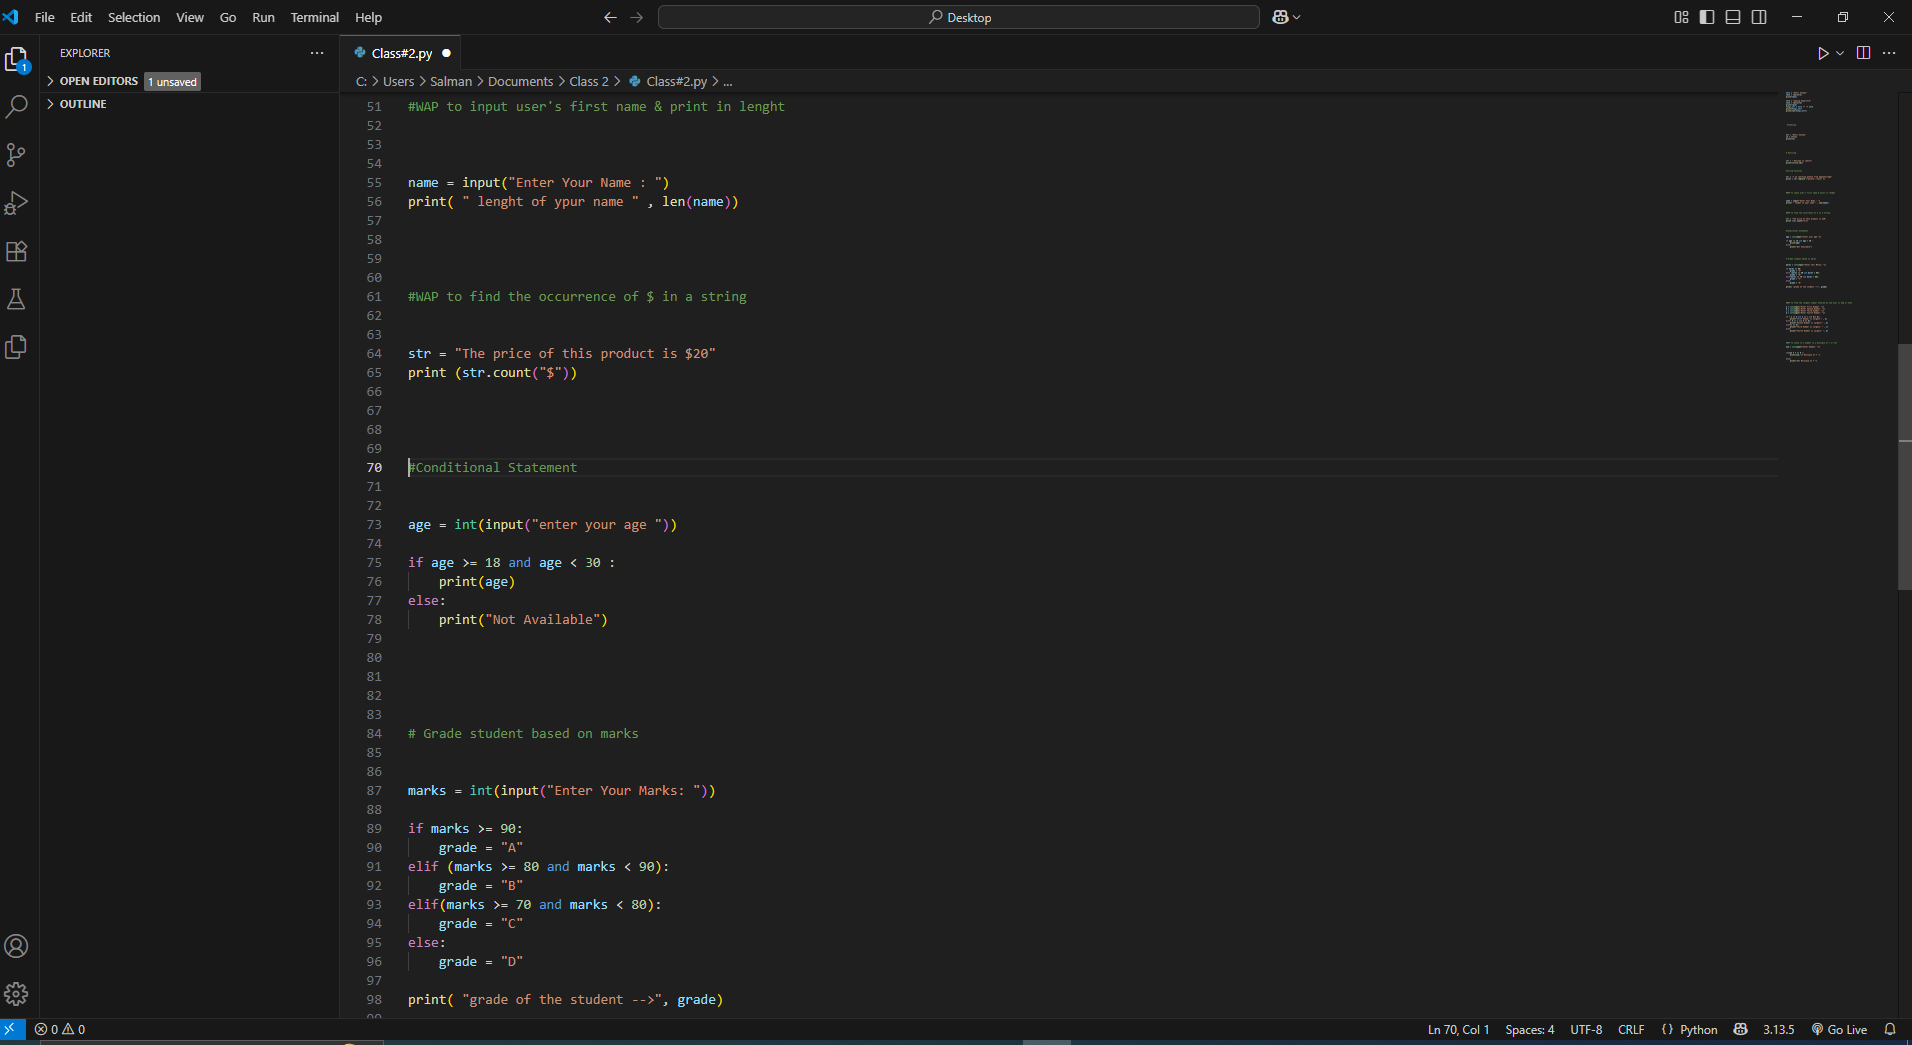 File Edit Selection View Go Run Terminal Help
Desktop
EXPLORER
1
OPEN EDITORS 1 unsaved
OUTLINE
Class#2.py
C: > Users > Salman > Documents > Class 2 > Class#2.py > ...
51 #WAP to input user's first name & print in lenght
52
53
54
55 name = input("Enter Your Name : ")
56 print( " lenght of ypur name " , len(name))
57
58
59
60
61 #WAP to find the occurrence of $ in a string
62
63
64 str = "The price of this product is $20"
65 print (str.count("$"))
66
67
68
69
70 #Conditional Statement
71
72
73 age = int(input("enter your age "))
74
75 if age >= 18 and age < 30 :
76 print(age)
77 else:
78 print("Not Available")
79
80
81
82
83
84 # Grade student based on marks
85
86
87 marks = int(input("Enter Your Marks: "))
88
89 if marks >= 90:
90 grade = "A"
91 elif (marks >= 80 and marks < 90):
92 grade = "B"
93 elif(marks >= 70 and marks < 80):
94 grade = "C"
95 else:
96 grade = "D"
97
98 print( "grade of the student -->", grade)
0 0
Ln 70, Col 1 Spaces: 4 UTF-8 CRLF {} Python 3.13.5 Go Live